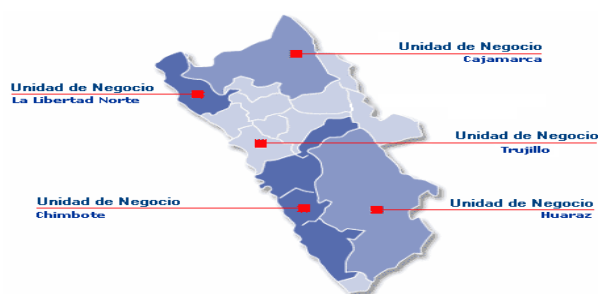 Unidad de Negocio
Cajamarca
Unidad de Negocio
La Libertad Norte
Unidad de Negocio
Trujillo
Unidad de Negocio
Chimbote
Unidad de Negocio
Huaraz